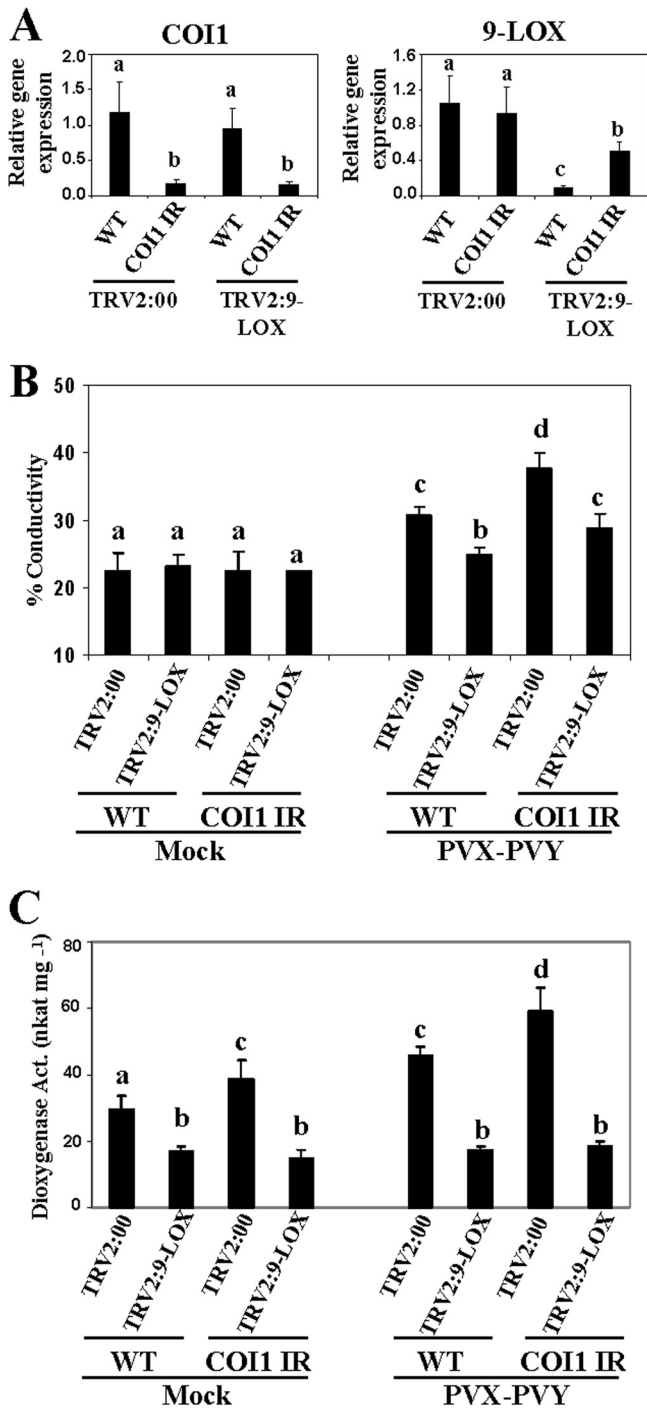 A
COI1
9-LOX
Relative gene
expression
2.0
1.5
1.0
0.5
0.0
a
b
a
b
WT
COI1 IR
WT
COI1 IR
TRV2:00
TRV2:9-
LOX
Relative gene
expression
1.6
1.2
0.8
0.4
0.0
a
a
c
b
WT
COI1 IR
WT
COI1 IR
TRV2:00
TRV2:9-
LOX
B
% Conductivity
50
40
30
20
10
a
a
a
a
c
b
d
c
TRV2:00
TRV2:9-LOX
TRV2:00
TRV2:9-LOX
TRV2:00
TRV2:9-LOX
TRV2:00
TRV2:9-LOX
WT
COI1 IR
WT
COI1 IR
Mock
PVX-PVY
C
Dioxygenase Act. (nkat mg -1)
80
60
40
20
0
a
b
c
b
c
b
d
b
TRV2:00
TRV2:9-LOX
TRV2:00
TRV2:9-LOX
TRV2:00
TRV2:9-LOX
TRV2:00
TRV2:9-LOX
WT
COI1 IR
WT
COI1 IR
Mock
PVX-PVY